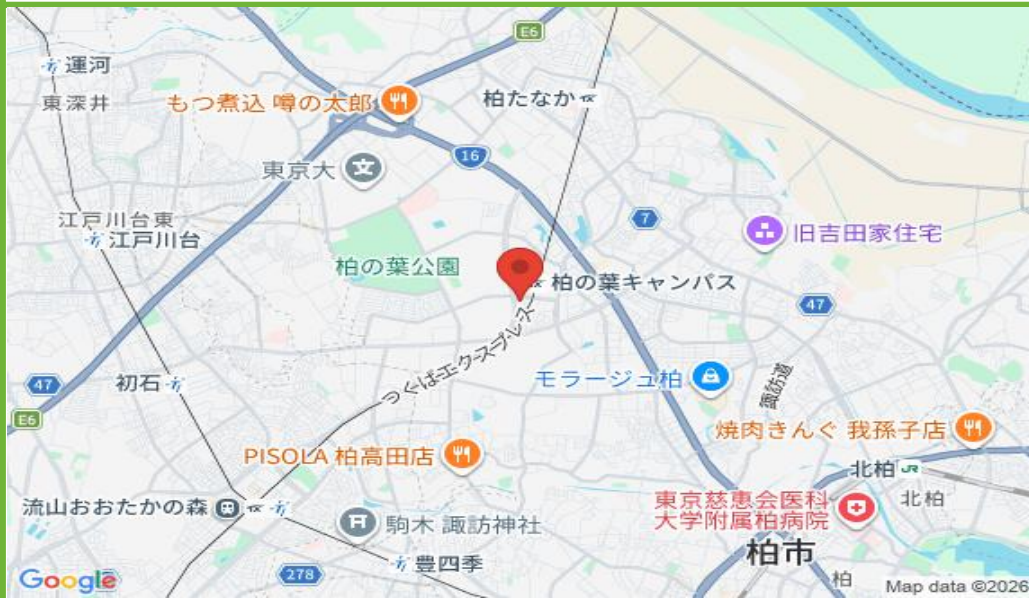 E6
運河
東深井
柏たなか
もつ煮込 噂の太郎
16
東京大
7
江戸川台東
江戸川台
旧吉田家住宅
柏の葉公園
柏の葉キャンパス
47
つくばエクスプレス
モラージュ柏
諏訪道
47
初石
E6
焼肉きんぐ 我孫子店
PISOLA 柏高田店
北柏 JR
流山おおたかの森
東京慈恵会医科
大学附属柏病院
北柏
駒木 諏訪神社
柏市
豊四季
278
柏
Google
Map data ©2026